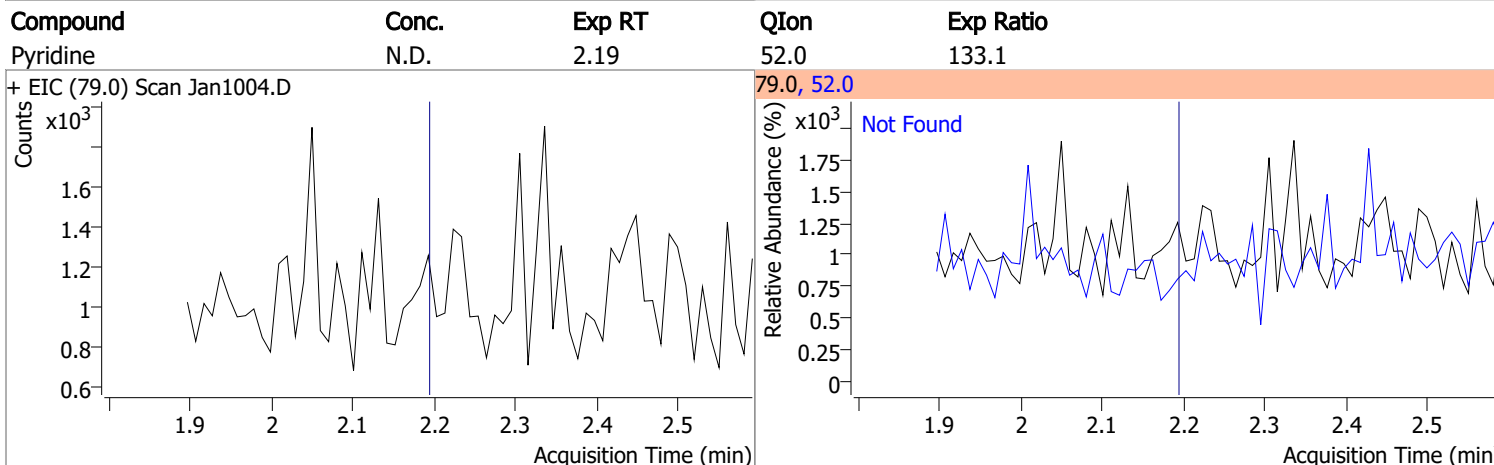 Compound Conc. Exp RT QIon Exp Ratio
Pyridine N.D. 2.19 52.0 133.1
+ EIC (79.0) Scan Jan1004.D
Counts
x10³
1.6
1.4
1.2
1
0.8
0.6
1.9 2 2.1 2.2 2.3 2.4 2.5
Acquisition Time (min)
79.0, 52.0
Relative Abundance (%)
x10³
Not Found
1.75
1.5
1.25
1
0.75
0.5
0.25
0
1.9 2 2.1 2.2 2.3 2.4 2.5
Acquisition Time (min